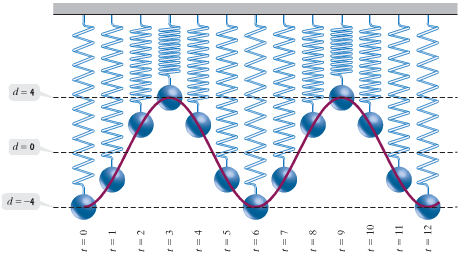 d = 4
d = 0
d = –4
t = 0
t = 1
t = 2
t = 3
t = 4
t = 5
t = 6
t = 7
t = 8
t = 9
t = 10
t = 11
t = 12